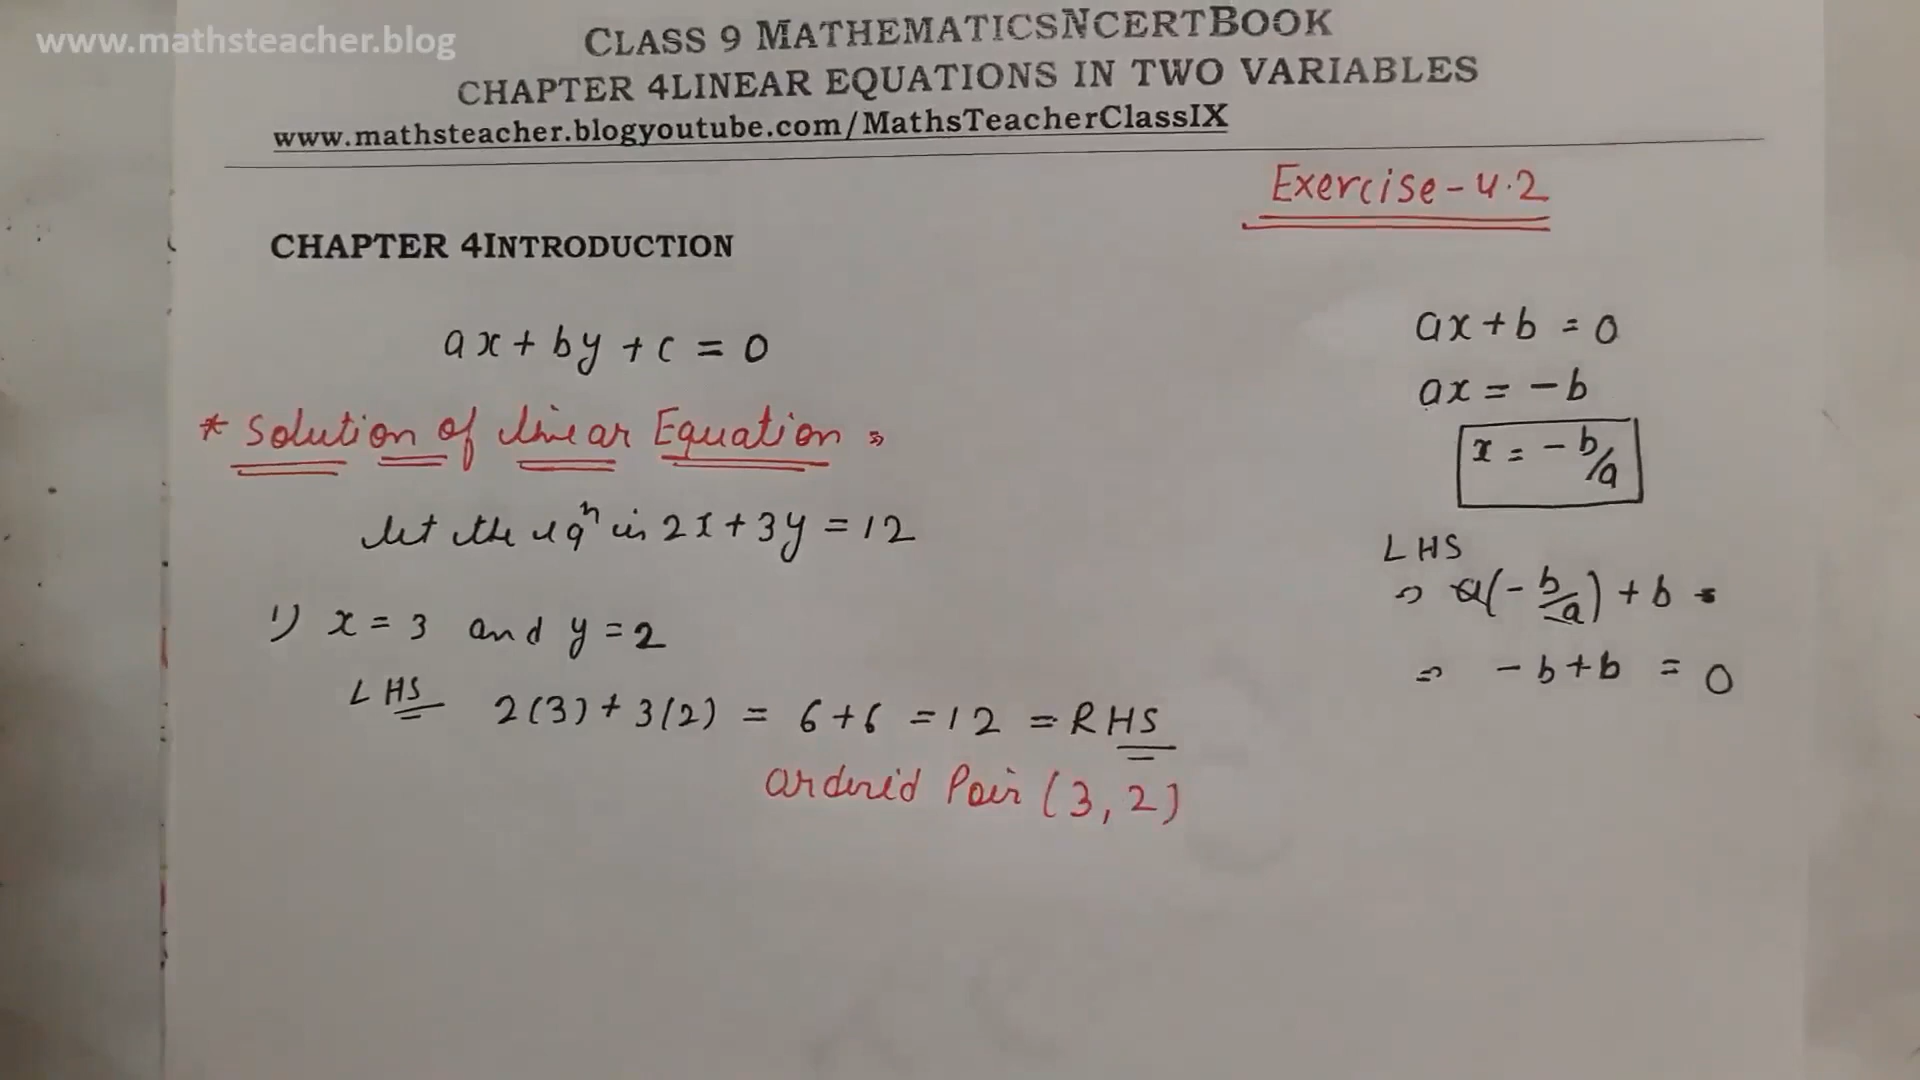 www.mathsteacher.blog
CLASS 9 MATHEMATICSNCERTBOOK
CHAPTER 4LINEAR EQUATIONS IN TWO VARIABLES
www.mathsteacher.blogyoutube.com/MathsTeacherClassIX
Exercise-4.2
CHAPTER 4INTRODUCTION
ax + by + c = 0
* Solution of linear Equation ⇒
let the eqⁿ is 2x + 3y = 12
1) x = 3 and y = 2
LHS 2(3) + 3(2) = 6 + 6 = 12 = RHS
ordered Pair (3, 2)
ax + b = 0
ax = -b
x = -b/a
LHS
⇒ a(-b/a) + b =
⇒ -b + b = 0